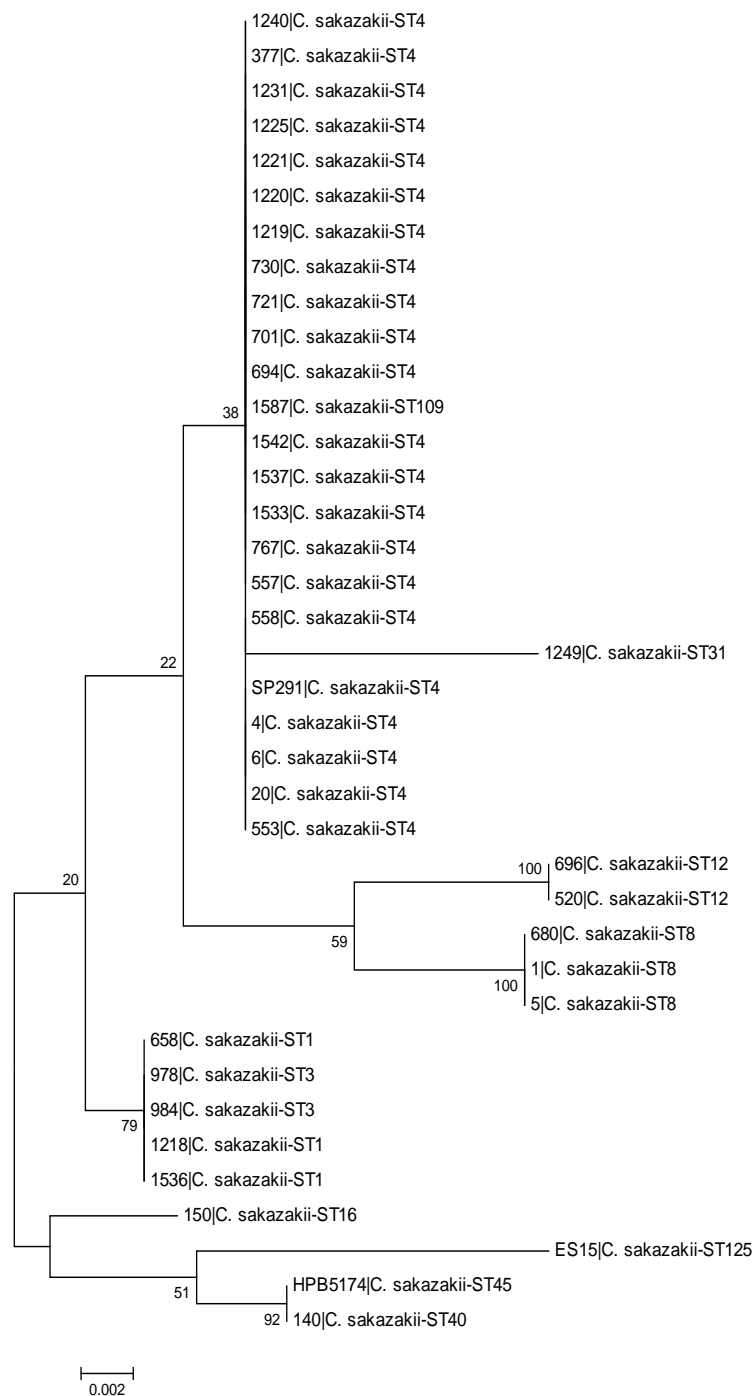 1240|C. sakazakii-ST4
377|C. sakazakii-ST4
1231|C. sakazakii-ST4
1225|C. sakazakii-ST4
1221|C. sakazakii-ST4
1220|C. sakazakii-ST4
1219|C. sakazakii-ST4
730|C. sakazakii-ST4
721|C. sakazakii-ST4
701|C. sakazakii-ST4
694|C. sakazakii-ST4
1587|C. sakazakii-ST109
38
1542|C. sakazakii-ST4
1537|C. sakazakii-ST4
1533|C. sakazakii-ST4
767|C. sakazakii-ST4
557|C. sakazakii-ST4
558|C. sakazakii-ST4
1249|C. sakazakii-ST31
22
SP291|C. sakazakii-ST4
4|C. sakazakii-ST4
6|C. sakazakii-ST4
20|C. sakazakii-ST4
553|C. sakazakii-ST4
696|C. sakazakii-ST12
100
20
520|C. sakazakii-ST12
680|C. sakazakii-ST8
59
1|C. sakazakii-ST8
100
5|C. sakazakii-ST8
658|C. sakazakii-ST1
978|C. sakazakii-ST3
984|C. sakazakii-ST3
79
1218|C. sakazakii-ST1
1536|C. sakazakii-ST1
150|C. sakazakii-ST16
ES15|C. sakazakii-ST125
HPB5174|C. sakazakii-ST45
51
140|C. sakazakii-ST40
92
0.002